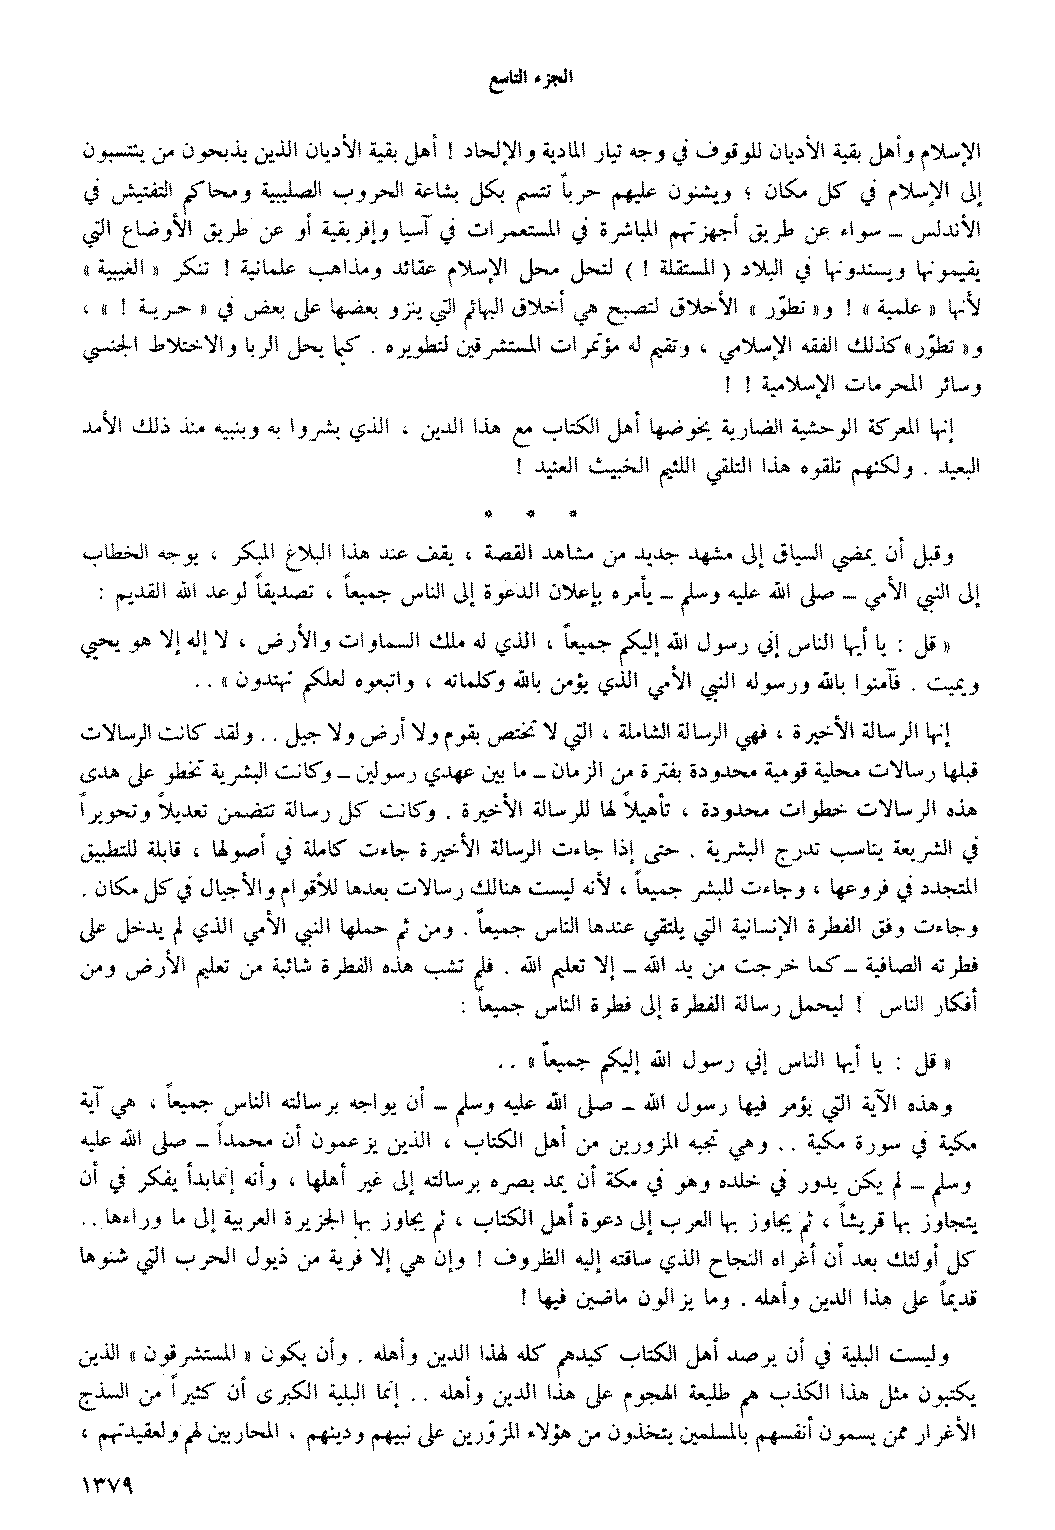 الجزء التاسع
الإسلام وأهل بقية الأديان للوقوف في وجه تيار المادية والإلحاد ! أهل بقية الأديان الذين يذبحون من ينتسبون
إلى الإسلام في كل مكان ؛ ويشنون عليهم حرباً تتسم بكل بشاعة الحروب الصليبية ومحاكم التفتيش في
الأندلس ــ سواء عن طريق أجهزتهم المباشرة في المستعمرات في آسيا وإفريقية أو عن طريق الأوضاع التي
يقيمونها ويسندونها في البلاد ( المستقلة ! ) لتحل محل الإسلام عقائد ومذاهب علمانية ! تنكر « الغيبية »
لأنها « علمية » ! و« تطوّر » الأخلاق لتصبح هي أخلاق البهائم التي ينزو بعضها على بعض في « حرية ! » ،
و« تطوّر» كذلك الفقه الإسلامي ، وتقيم له مؤتمرات المستشرقين لتطويره . كيما يحل الربا والاختلاط الجنسي
وسائر المحرمات الإسلامية ! !
إنها المعركة الوحشية الضارية يخوضها أهل الكتاب مع هذا الدين ، الذي بشروا به وبنبيه منذ ذلك الأمد
البعيد . ولكنهم تلقوه هذا التلقي اللئيم الخبيث العنيد !
* * *
وقبل أن يمضي السياق إلى مشهد جديد من مشاهد القصة ، يقف عند هذا البلاغ المبكر ، يوجه الخطاب
إلى النبي الأمي ــ صلى الله عليه وسلم ــ يأمره بإعلان الدعوة إلى الناس جميعاً ، تصديقاً لوعد الله القديم :
« قل : يا أيها الناس إني رسول الله إليكم جميعاً ، الذي له ملك السماوات والأرض ، لا إله إلا هو يحيي
ويميت . فآمنوا بالله ورسوله النبي الأمي الذي يؤمن بالله وكلماته ، واتبعوه لعلكم تهتدون » ..
إنها الرسالة الأخيرة ، فهي الرسالة الشاملة ، التي لا تختص بقوم ولا أرض ولا جيل .. ولقد كانت الرسالات
قبلها رسالات محلية قومية محدودة بفترة من الزمان ــ ما بين عهدي رسولين ــ وكانت البشرية تخطو على هدى
هذه الرسالات خطوات محدودة ، تأهيلاً لها للرسالة الأخيرة . وكانت كل رسالة تتضمن تعديلاً وتحويراً
في الشريعة يناسب تدرج البشرية . حتى إذا جاءت الرسالة الأخيرة جاءت كاملة في أصولها ، قابلة للتطبيق
المتجدد في فروعها ، وجاءت للبشر جميعاً ، لأنه ليست هنالك رسالات بعدها للأقوام والأجيال في كل مكان .
وجاءت وفق الفطرة الإنسانية التي يلتقي عندها الناس جميعاً . ومن ثم حملها النبي الأمي الذي لم يدخل على
فطرته الصافية ــ كما خرجت من يد الله ــ إلا تعليم الله . فلم تشب هذه الفطرة شائبة من تعليم الأرض ومن
أفكار الناس ! ليحمل رسالة الفطرة إلى فطرة الناس جميعاً :
« قل : يا أيها الناس إني رسول الله إليكم جميعاً » ..
وهذه الآية التي يؤمر فيها رسول الله ــ صلى الله عليه وسلم ــ أن يواجه برسالته الناس جميعاً ، هي آية
مكية في سورة مكية .. وهي تجبه المزورين من أهل الكتاب ، الذين يزعمون أن محمداً ــ صلى الله عليه
وسلم ــ لم يكن يدور في خلده وهو في مكة أن يمد بصره برسالته إلى غير أهلها ، وأنه إنما بدأ يفكر في أن
يتجاوز بها قريشاً ، ثم يجاوز بها العرب إلى دعوة أهل الكتاب ، ثم يجاوز بها الجزيرة العربية إلى ما وراءها ..
كل أولئك بعد أن أغراه النجاح الذي ساقته إليه الظروف ! وإن هي إلا فرية من ذيول الحرب التي شنوها
قديماً على هذا الدين وأهله . وما يزالون ماضين فيها !
وليست البلية في أن يرصد أهل الكتاب كيدهم كله لهذا الدين وأهله . وأن يكون « المستشرقون » الذين
يكتبون مثل هذا الكذب هم طليعة الهجوم على هذا الدين وأهله .. إنما البلية الكبرى أن كثيراً من السذج
الأغرار ممن يسمون أنفسهم بالمسلمين يتخذون من هؤلاء المزوّرين على نبيهم ودينهم ، المحاربين لهم ولعقيدتهم ،
١٣٧٩